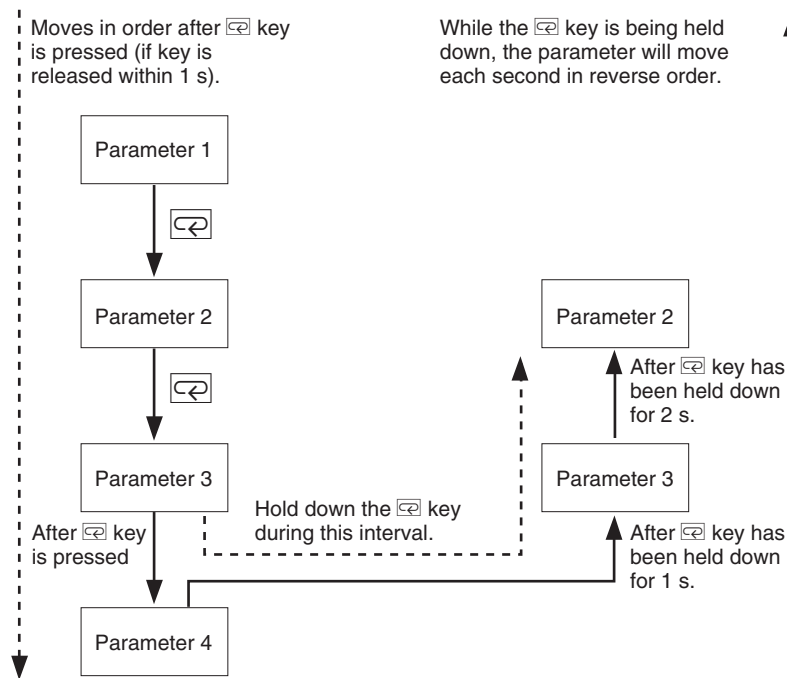 Moves in order after key
is pressed (if key is
released within 1 s).
While the key is being held
down, the parameter will move
each second in reverse order.
Parameter 1
Parameter 2
Parameter 3
After key
is pressed
Parameter 4
Hold down the key
during this interval.
Parameter 2
After key has
been held down
for 2 s.
Parameter 3
After key has
been held down
for 1 s.